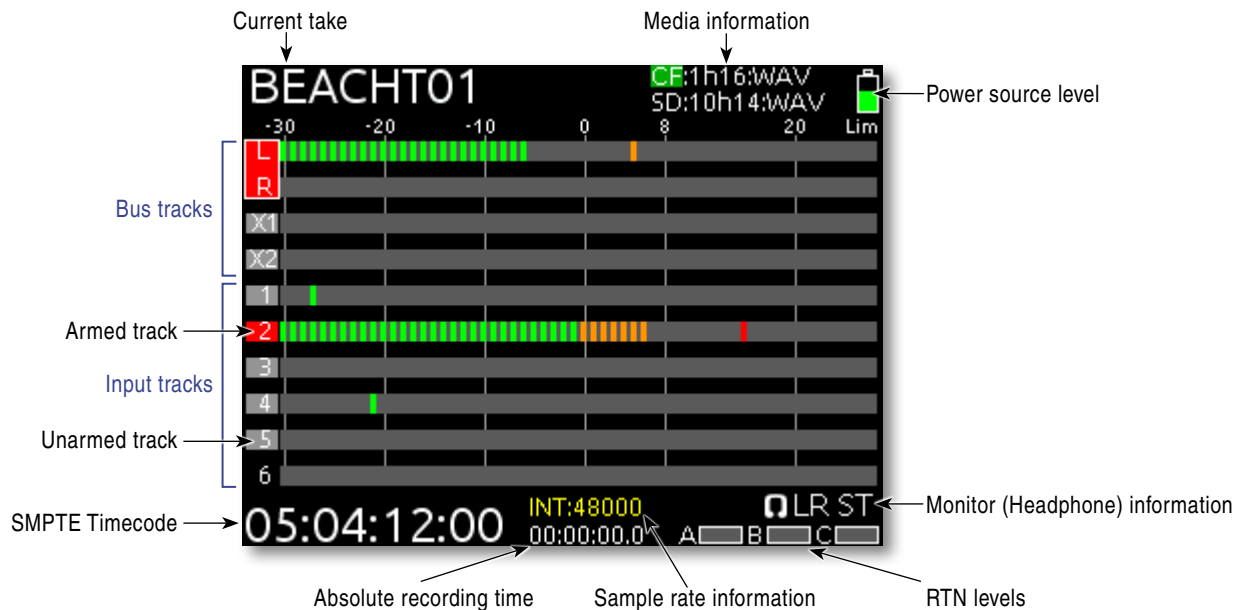 Current take
Media information
BEACHT01
CF:1h16:WAV
SD:10h14:WAV
Power source level
-30 -20 -10 0 8 20 Lim
L
R
Bus tracks
X1
X2
1
Armed track
2
3
Input tracks
4
Unarmed track
5
6
SMPTE Timecode
05:04:12:00
INT:48000
00:00:00.0
LR ST
A B C
Monitor (Headphone) information
Absolute recording time
Sample rate information
RTN levels